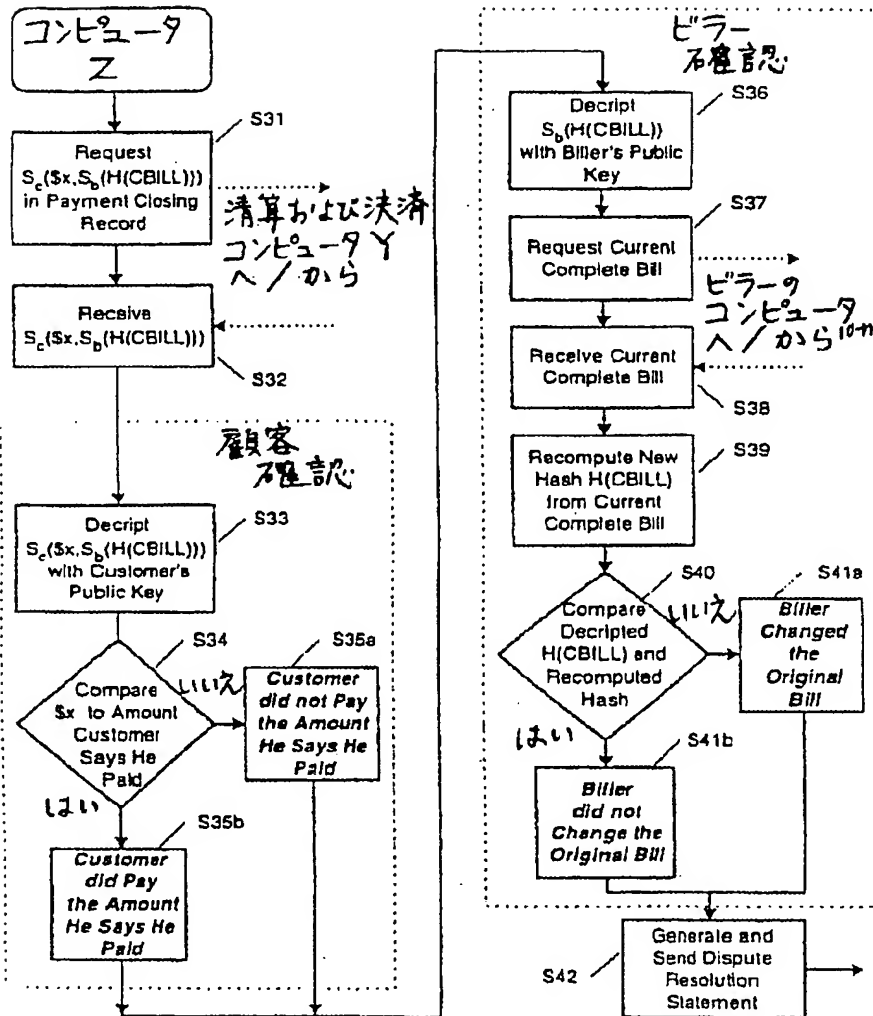 コンピュータ
Z
S31
Request
Sc($x,Sb(H(CBILL)))
in Payment Closing
Record
清算および決済
コンピュータ Y
へ/から
Receive
Sc($x,Sb(H(CBILL)))
S32
顧客
確認
S33
Decript
Sc($x,Sb(H(CBILL)))
with Customer's
Public Key
S34
Compare
$x to Amount
Customer
Says He
Paid
いいえ
S35a
Customer
did not Pay
the Amount
He Says He
Paid
はい
S35b
Customer
did Pay
the Amount
He Says He
Paid
ビラー
確認
S36
Decript
Sb(H(CBILL))
with Biller's Public
Key
S37
Request Current
Complete Bill
ビラーの
コンピュータ
へ/から 10-n
Receive Current
Complete Bill
S38
S39
Recompute New
Hash H(CBILL)
from Current
Complete Bill
S40
Compare
Decripted
H(CBILL) and
Recomputed
Hash
いいえ
S41a
Biller
Changed
the
Original
Bill
はい
S41b
Biller
did not
Change the
Original Bill
S42
Generate and
Send Dispute
Resolution
Statement